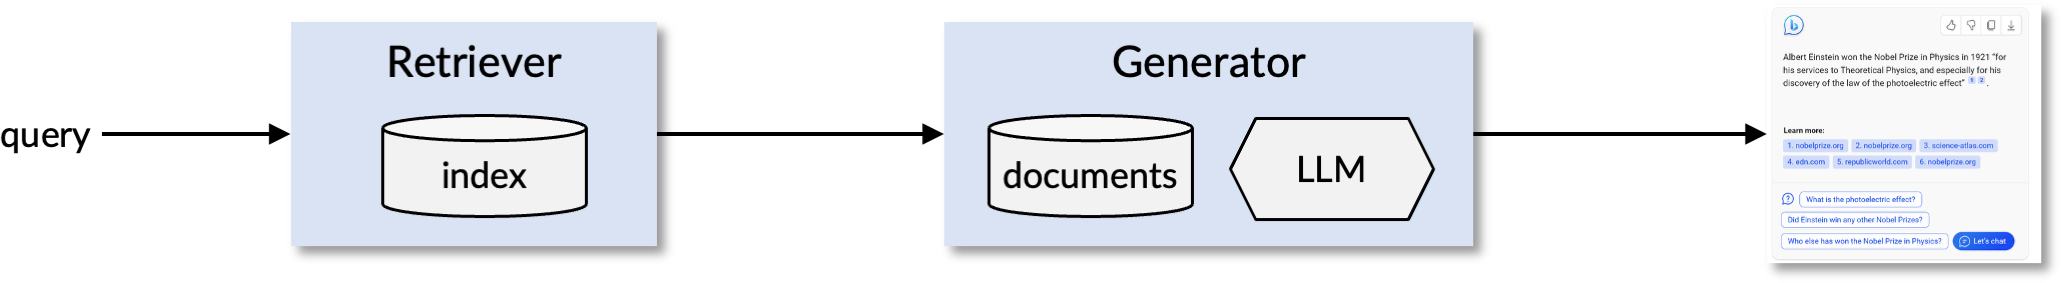 query
Retriever
index
Generator
documents
LLM
Albert Einstein won the Nobel Prize in Physics in 1921 “for
his services to Theoretical Physics, and especially for his
discovery of the law of the photoelectric effect” 1 2 .
Learn more:
1. nobelprize.org 2. nobelprize.org 3. science-atlas.com
4. edn.com 5. republicworld.com 6. nobelprize.org
What is the photoelectric effect?
Did Einstein win any other Nobel Prizes?
Who else has won the Nobel Prize in Physics? Let's chat